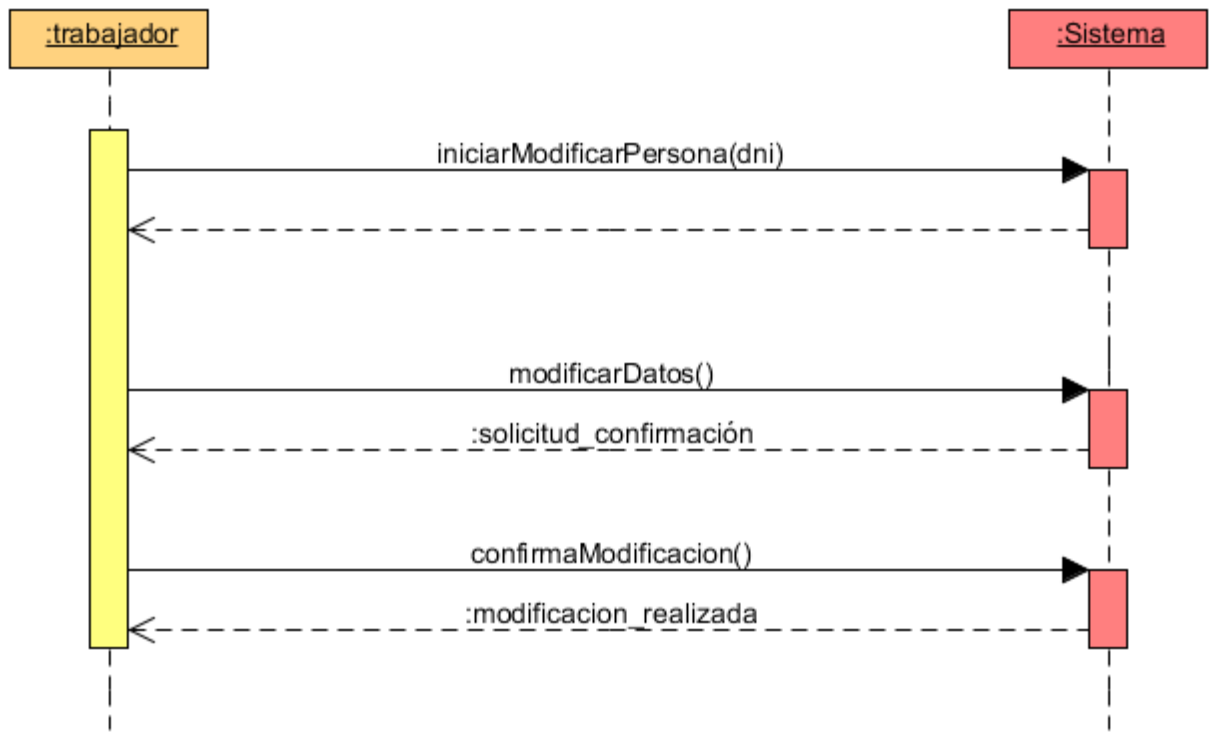 :trabajador
:Sistema
iniciarModificarPersona(dni)
modificarDatos()
:solicitud_confirmación
confirmaModificacion()
:modificacion_realizada